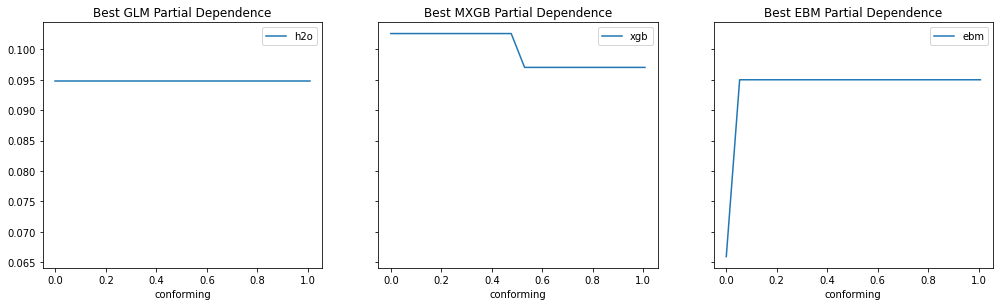 Best GLM Partial Dependence
h2o
0.100
0.095
0.090
0.085
0.080
0.075
0.070
0.065
0.0 0.2 0.4 0.6 0.8 1.0
conforming
Best MXGB Partial Dependence
xgb
0.0 0.2 0.4 0.6 0.8 1.0
conforming
Best EBM Partial Dependence
ebm
0.0 0.2 0.4 0.6 0.8 1.0
conforming